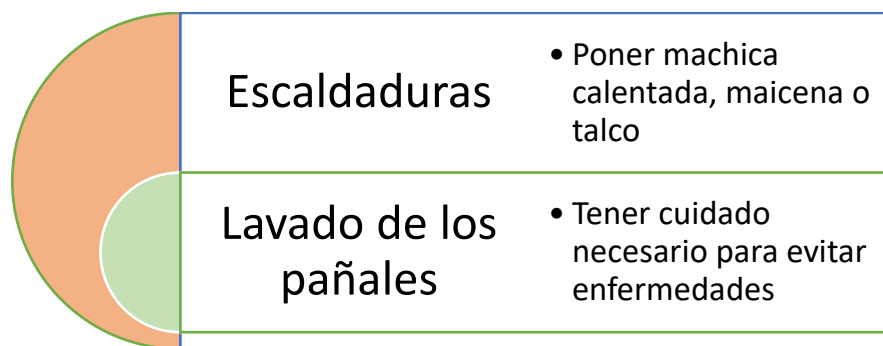 Escaldaduras
• Poner machica
calentada, maicena o
talco
Lavado de los
pañales
• Tener cuidado
necesario para evitar
enfermedades